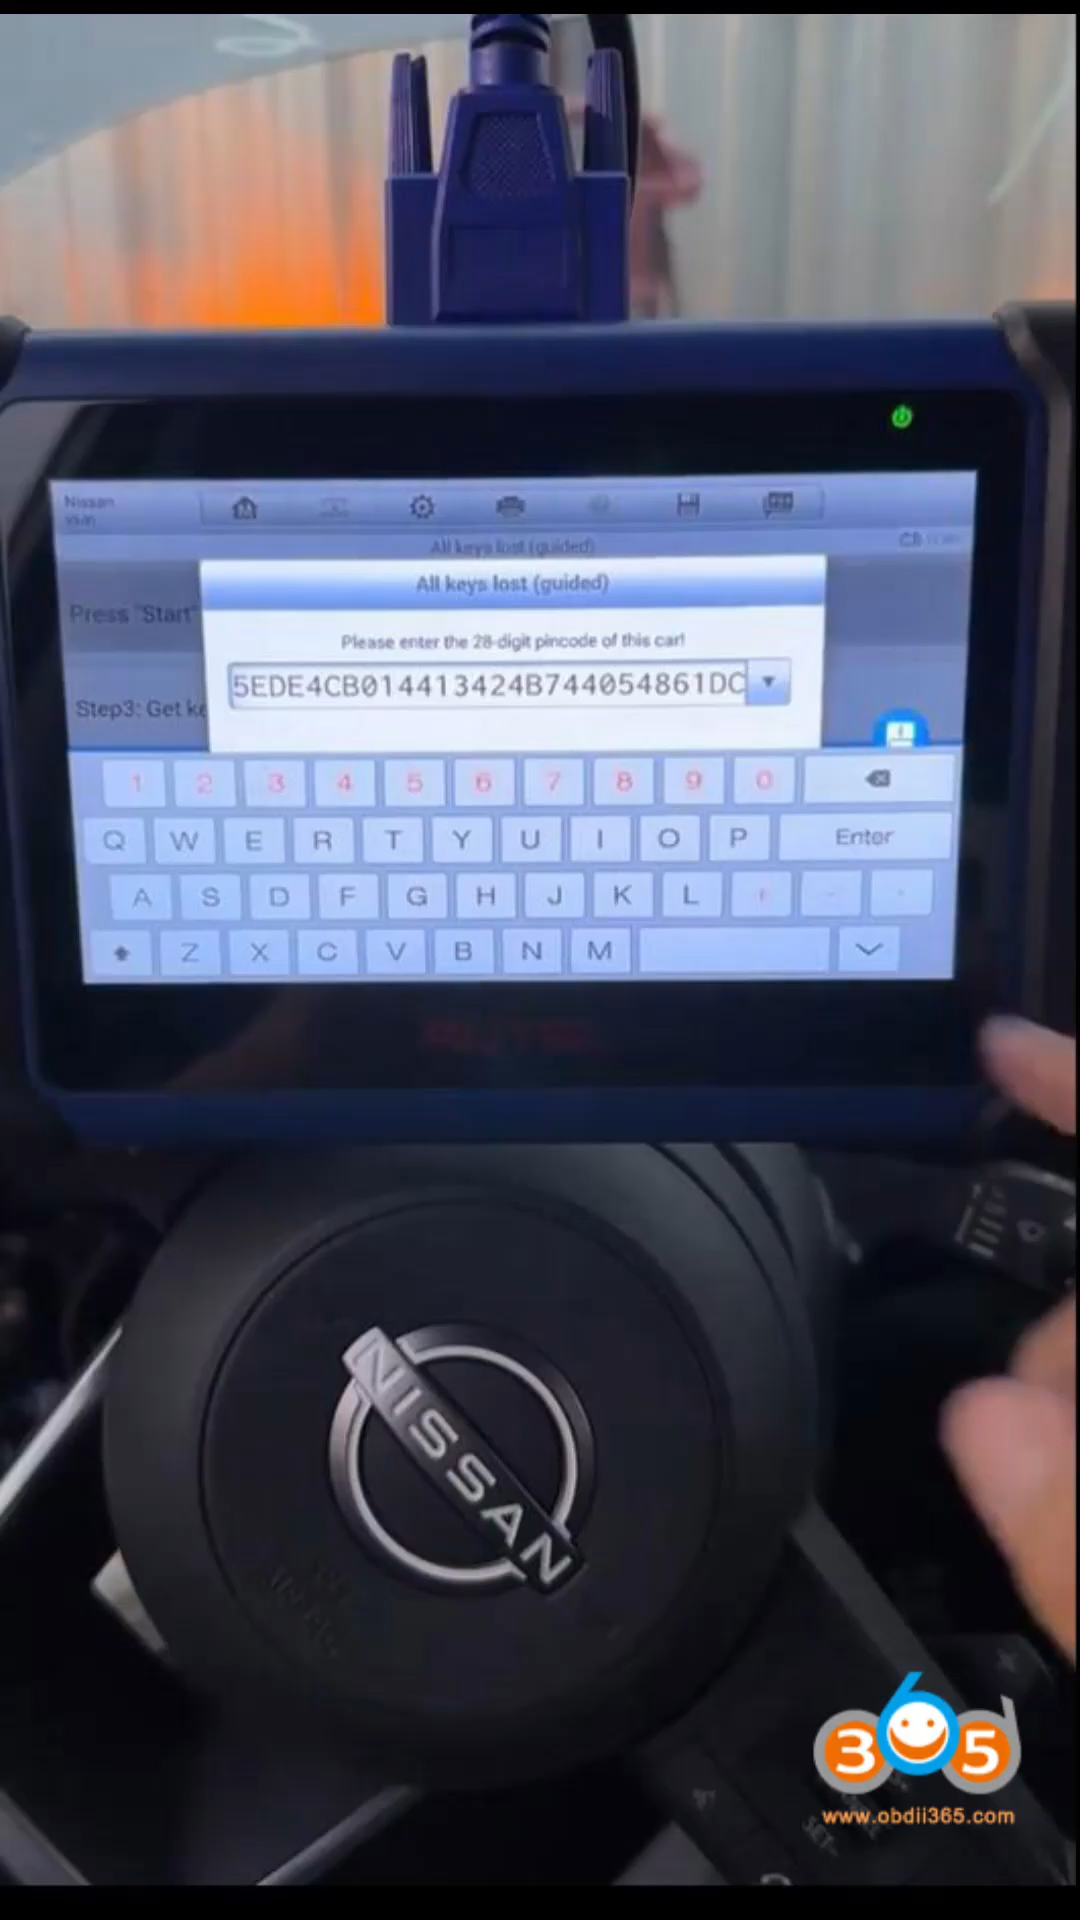 Nissan
All keys lost (guided)
All keys lost (guided)
Press "Start"
Please enter the 28-digit pincode of this car!
5EDE4CB014413424B744054861DC
Step3: Get ke
1 2 3 4 5 6 7 8 9 0
Q W E R T Y U I O P Enter
A S D F G H J K L
Z X C V B N M
AUTEL
NISSAN
SET-
365
www.obdii365.com